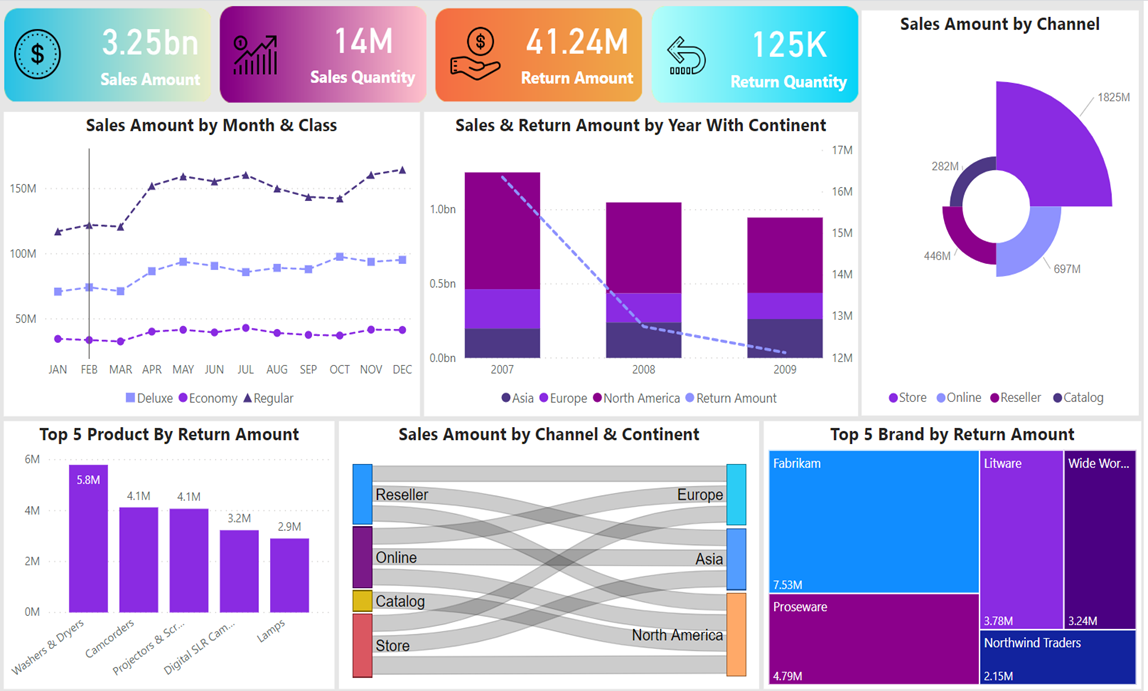 3.25bn
Sales Amount
14M
Sales Quantity
41.24M
Return Amount
125K
Return Quantity
Sales Amount by Channel
1825M
282M
446M
697M
Store Online Reseller Catalog
Sales Amount by Month & Class
150M
100M
50M
JAN FEB MAR APR MAY JUN JUL AUG SEP OCT NOV DEC
Deluxe Economy Regular
Sales & Return Amount by Year With Continent
17M
16M
1.0bn
15M
14M
0.5bn
13M
0.0bn
12M
2007 2008 2009
Asia Europe North America Return Amount
Top 5 Product By Return Amount
6M
4M
2M
0M
5.8M
4.1M
4.1M
3.2M
2.9M
Washers & Dryers
Camcorders
Projectors & Scr...
Digital SLR Cam...
Lamps
Sales Amount by Channel & Continent
Reseller
Online
Catalog
Store
Europe
Asia
North America
Top 5 Brand by Return Amount
Fabrikam
7.53M
Proseware
4.79M
Litware
3.78M
Wide Wor...
3.24M
Northwind Traders
2.15M